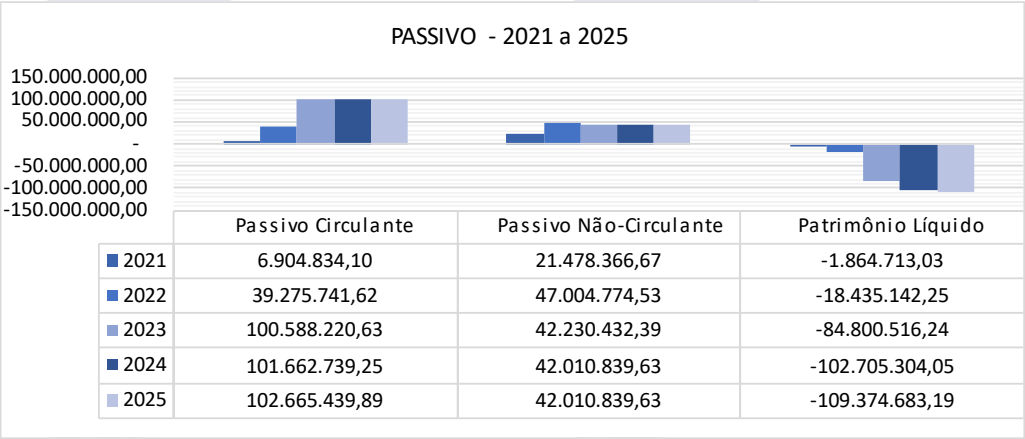 PASSIVO - 2021 a 2025
150.000.000,00
100.000.000,00
50.000.000,00
-
-50.000.000,00
-100.000.000,00
-150.000.000,00
Passivo Circulante Passivo Não-Circulante Patrimônio Líquido
2021 6.904.834,10 21.478.366,67 -1.864.713,03
2022 39.275.741,62 47.004.774,53 -18.435.142,25
2023 100.588.220,63 42.230.432,39 -84.800.516,24
2024 101.662.739,25 42.010.839,63 -102.705.304,05
2025 102.665.439,89 42.010.839,63 -109.374.683,19